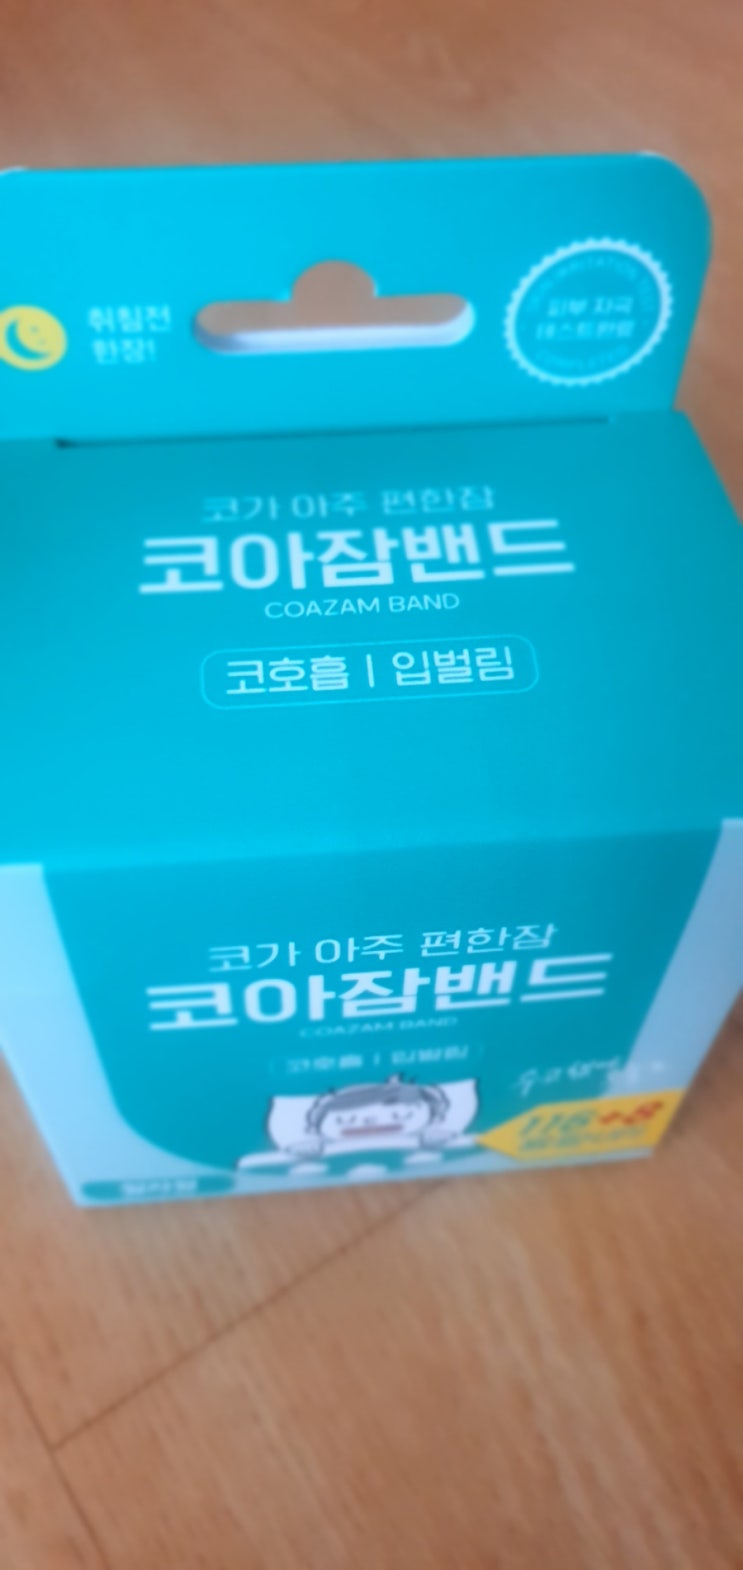 취침전
한장!
피부 자극
테스트완료
코가 아주 편한잠
코아잠밴드
COAZAM BAND
코호흡 | 입벌림
코가 아주 편한잠
코아잠밴드
COAZAM BAND
코호흡 | 입벌림
116+8